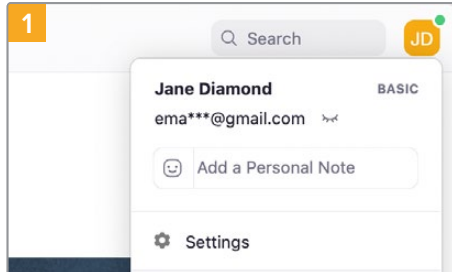 1
Search
JD
Jane Diamond BASIC
ema***@gmail.com
Add a Personal Note
Settings